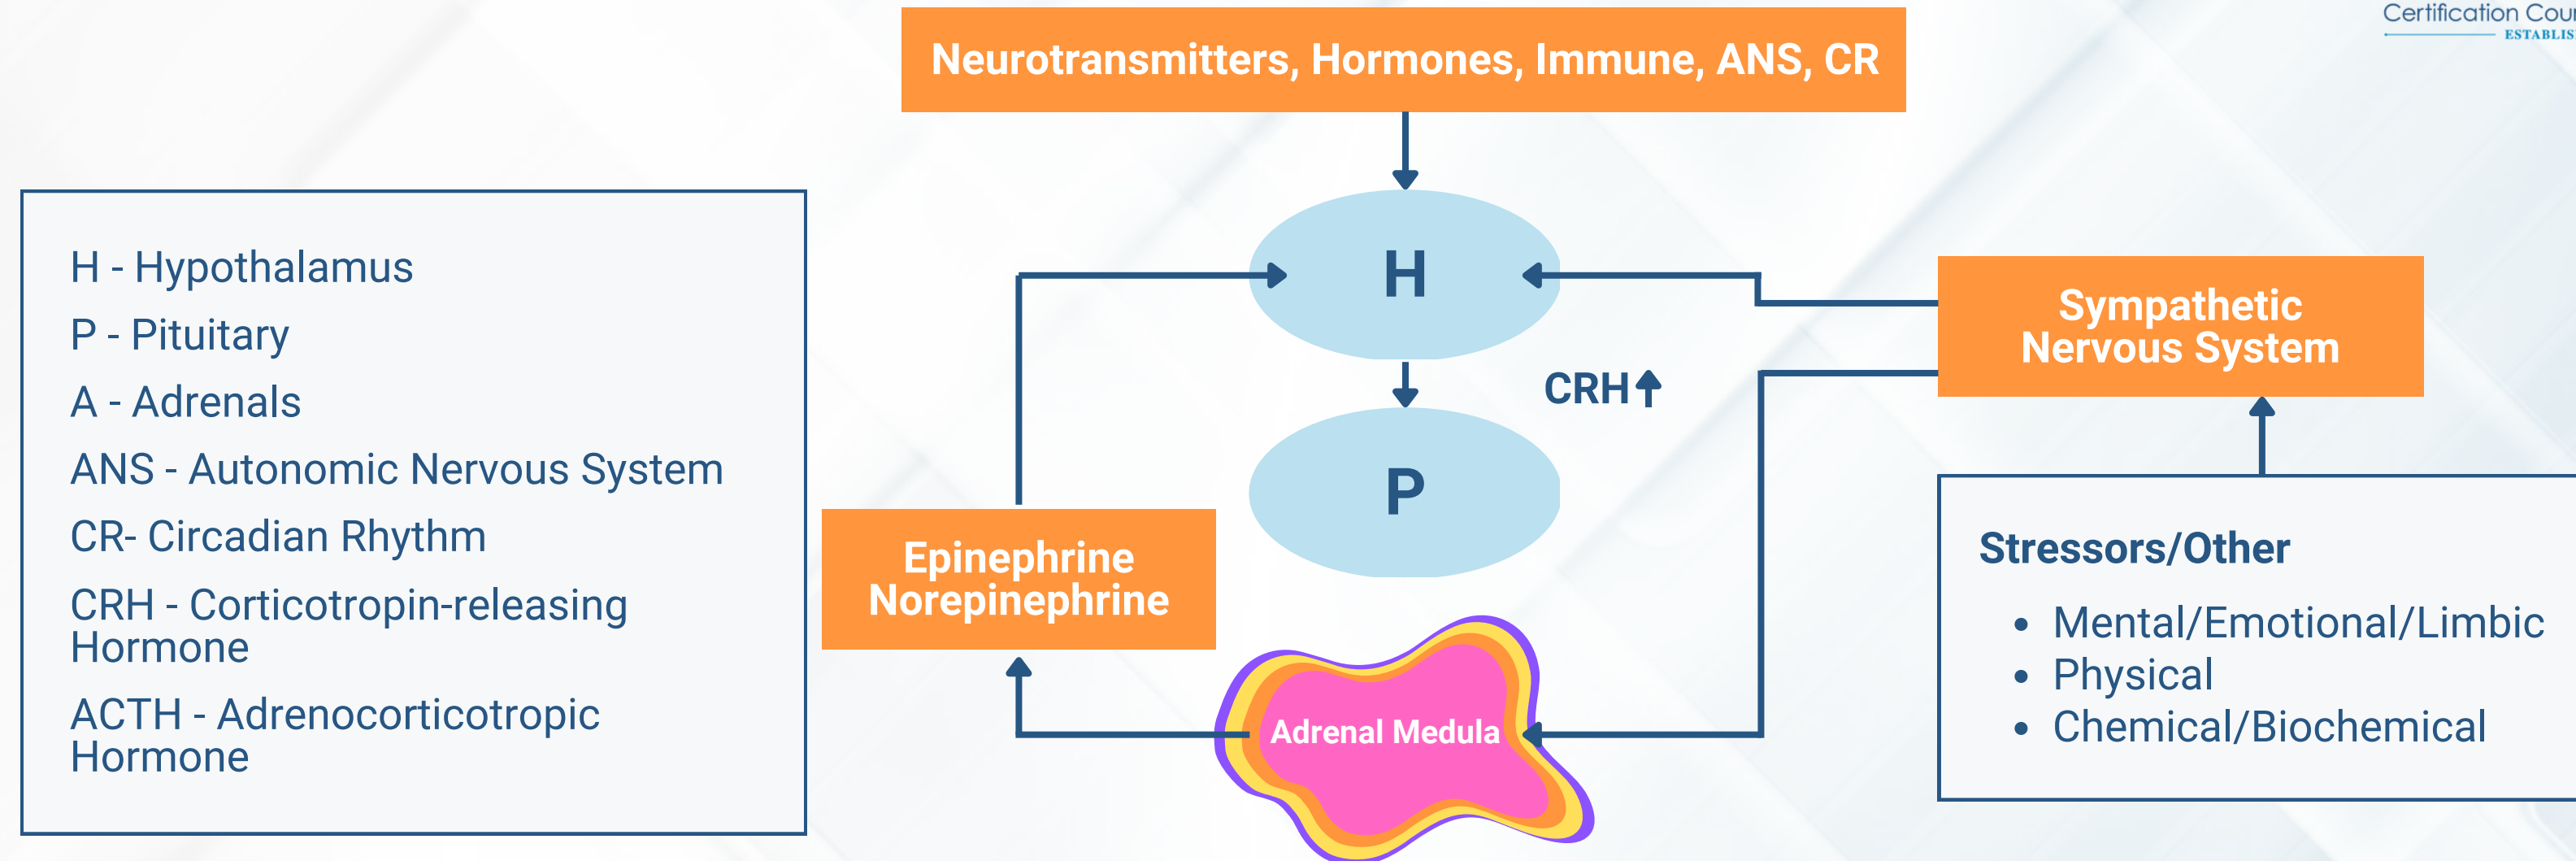 Certification Cour
ESTABLIS
Neurotransmitters, Hormones, Immune, ANS, CR
H - Hypothalamus
P - Pituitary
A - Adrenals
ANS - Autonomic Nervous System
CR- Circadian Rhythm
CRH - Corticotropin-releasing
Hormone
ACTH - Adrenocorticotropic
Hormone
H
CRH
P
Epinephrine
Norepinephrine
Adrenal Medula
Sympathetic
Nervous System
Stressors/Other
• Mental/Emotional/Limbic
• Physical
• Chemical/Biochemical